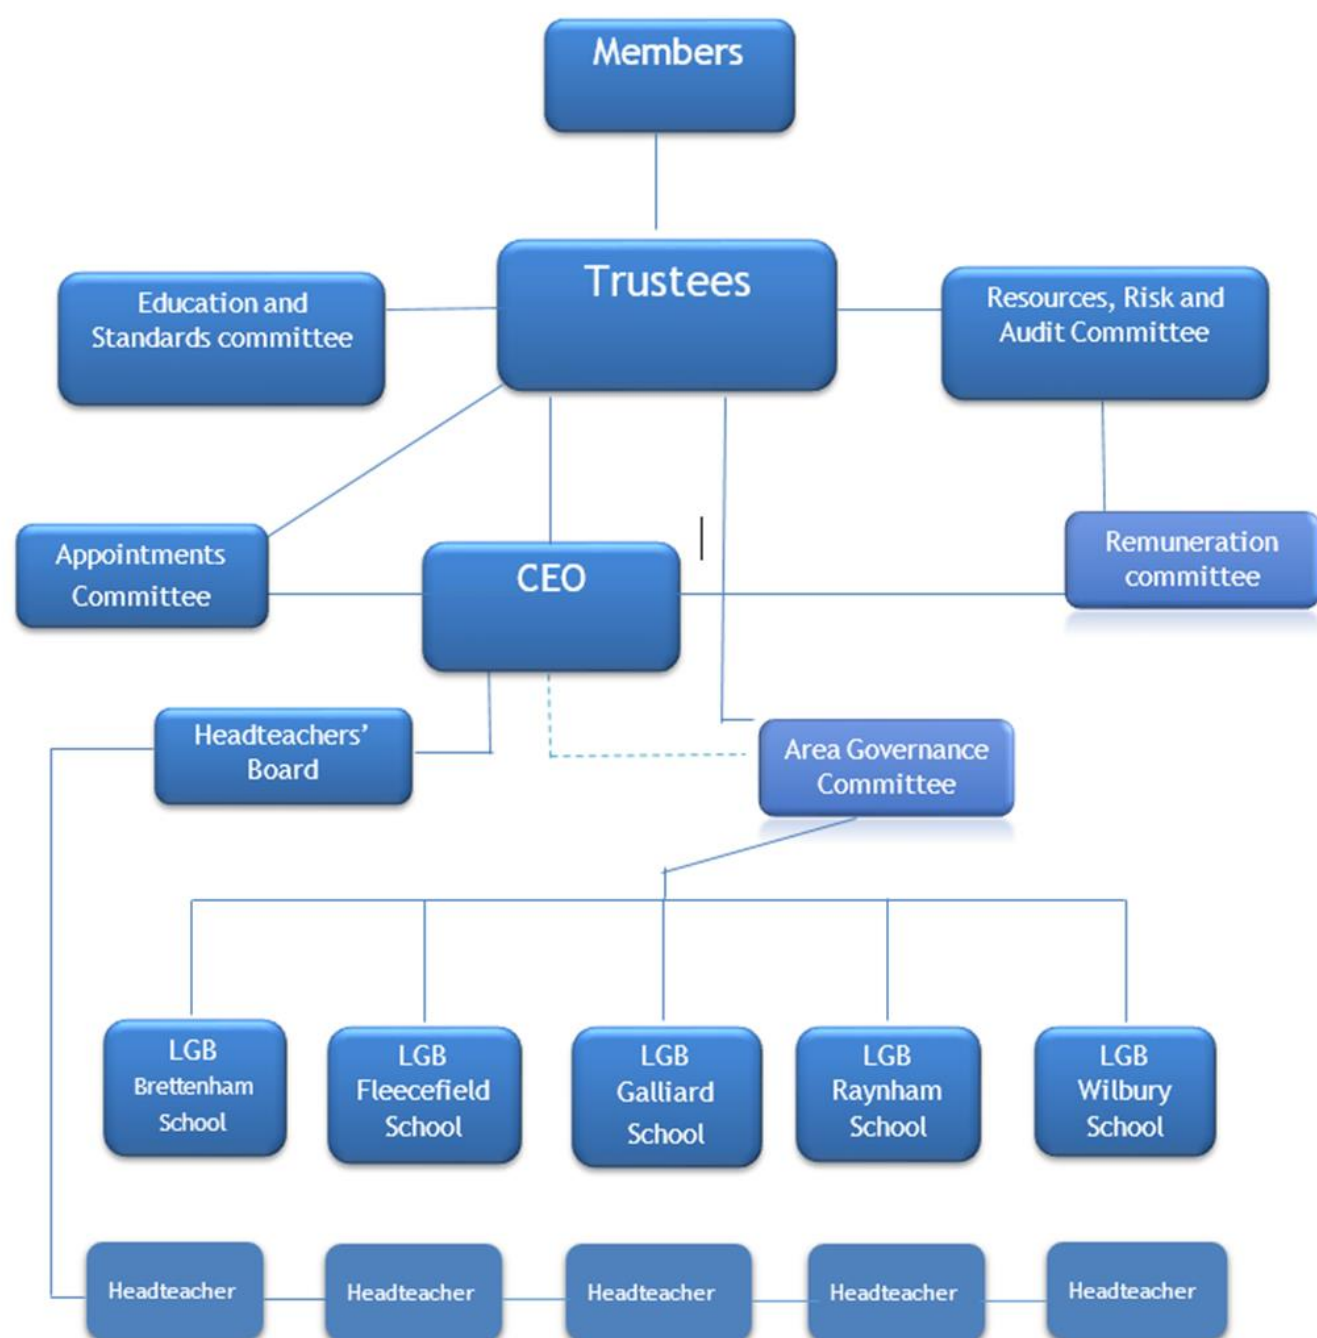 Members
Trustees
Education and
Standards committee
Resources, Risk and
Audit Committee
Appointments
Committee
CEO
Remuneration
committee
Headteachers’
Board
Area Governance
Committee
LGB
Brettenham
School
LGB
Fleecefield
School
LGB
Galliard
School
LGB
Raynham
School
LGB
Wilbury
School
Headteacher
Headteacher
Headteacher
Headteacher
Headteacher